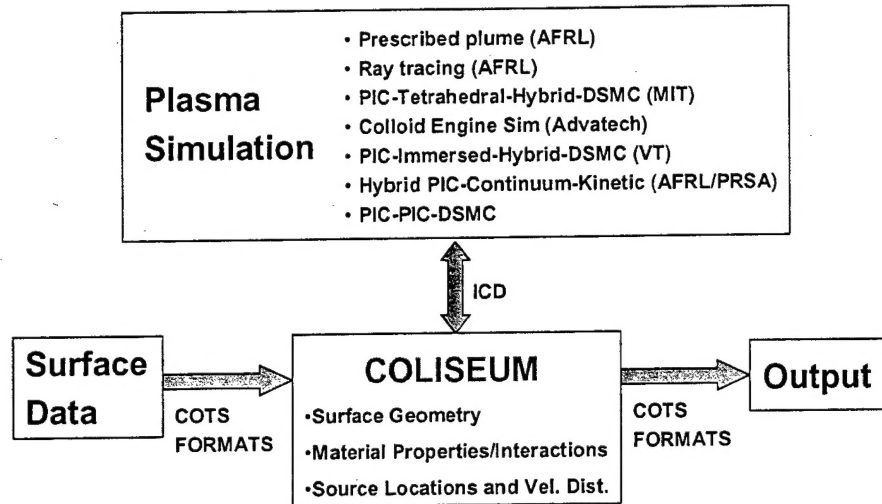 Plasma
Simulation
• Prescribed plume (AFRL)
• Ray tracing (AFRL)
• PIC-Tetrahedral-Hybrid-DSMC (MIT)
• Colloid Engine Sim (Advatech)
• PIC-Immersed-Hybrid-DSMC (VT)
• Hybrid PIC-Continuum-Kinetic (AFRL/PRSA)
• PIC-PIC-DSMC
ICD
Surface
Data
COTS
FORMATS
COLISEUM
•Surface Geometry
•Material Properties/Interactions
•Source Locations and Vel. Dist.
COTS
FORMATS
Output